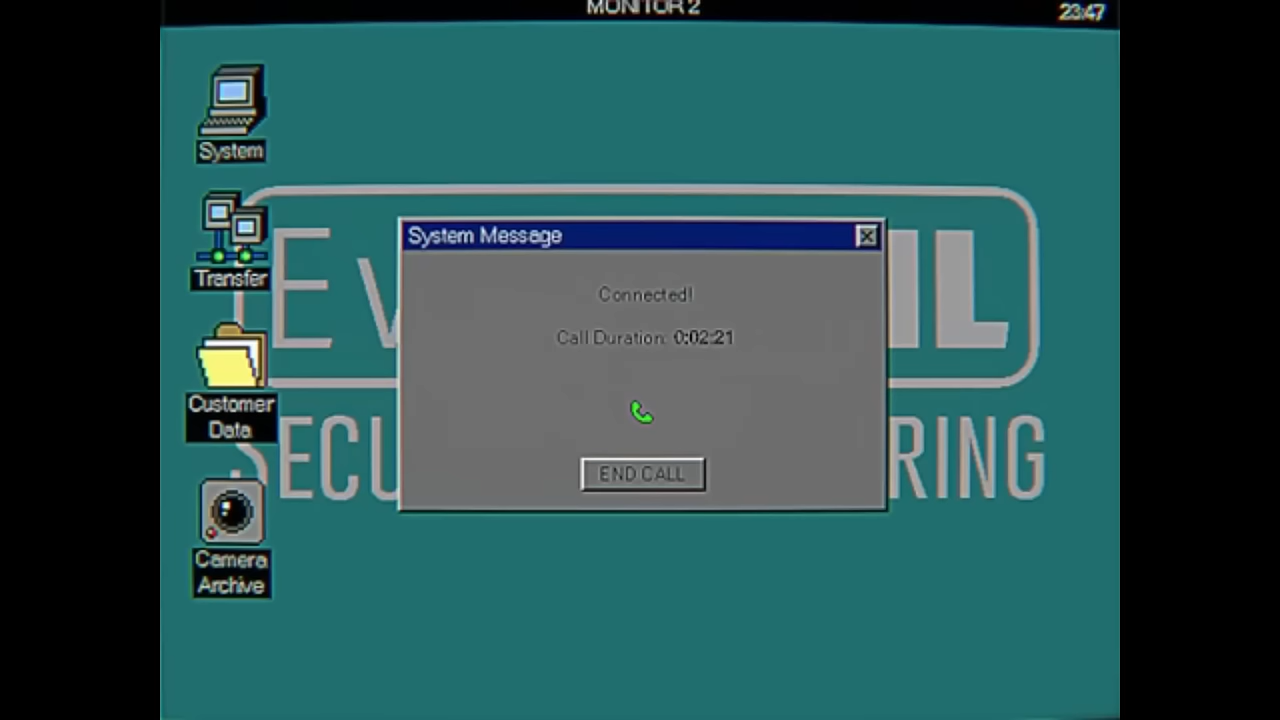 MONITOR 2
23:47
System
Transfer
Customer
Data
Camera
Archive
System Message
Connected!
Call Duration: 0:02:21
END CALL